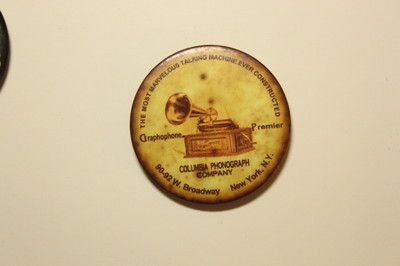 THE MOST MARVELOUS TALKING MACHINE EVER CONSTRUCTED
Graphophone Premier
COLUMBIA PHONOGRAPH
COMPANY
90-92 W. Broadway New York, N.Y.